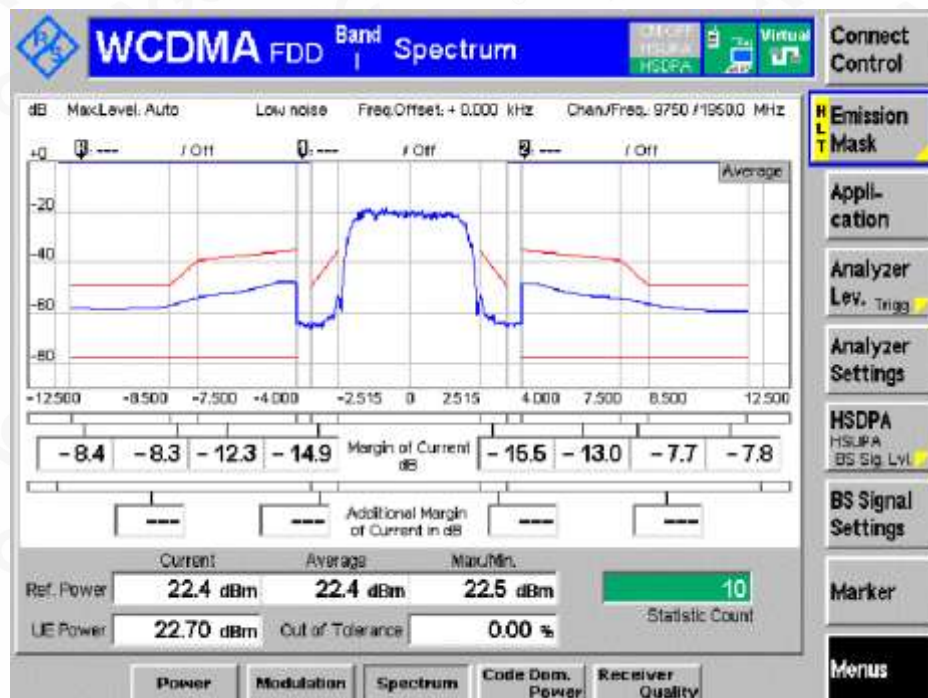 WCDMA FDD Band I Spectrum
HSUPA
HSDPA
Virtual
Connect Control
dB Max.Level: Auto Low noise Freq.Offset: + 0.000 kHz Chan./Freq.: 9750 / 1950.0 MHz
HLT Emission Mask
+0 --- / Off --- / Off 2: --- / Off
Average
-20
-40
-60
-80
-12.500 -8.500 -7.500 -4.000 -2.515 0 2.515 4.000 7.500 8.500 12.500
Appli-cation
Analyzer Lev. Trigg
Analyzer Settings
HSDPA
HSUPA
BS Sig. Lvl.
BS Signal Settings
Marker
Menus
-8.4 -8.3 -12.3 -14.9 Margin of Current dB -15.5 -13.0 -7.7 -7.8
--- --- Additional Margin of Current in dB --- ---
Current Average Max./Min.
Ref. Power 22.4 dBm 22.4 dBm 22.5 dBm 10
Statistic Count
UE Power 22.70 dBm Out of Tolerance 0.00 %
Power Modulation Spectrum Code Dom. Power Receiver Quality